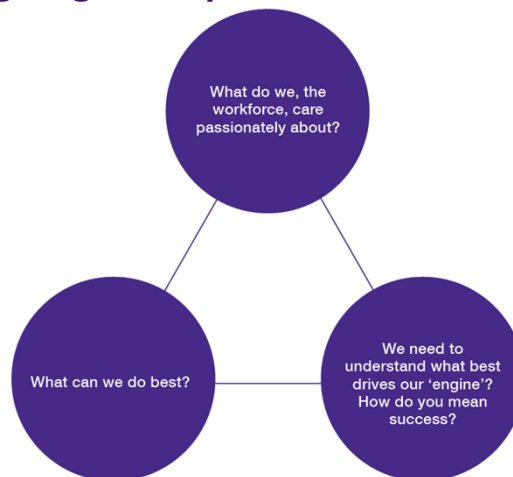 What do we, the
workforce, care
passionately about?
What can we do best?
We need to
understand what best
drives our ‘engine’?
How do you mean
success?